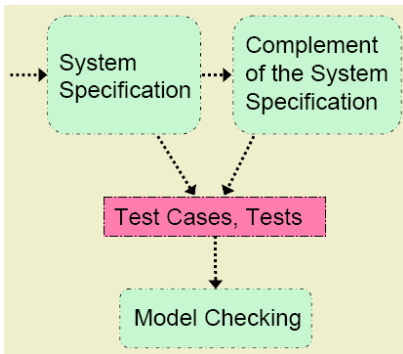 System
Specification
Complement
of the System
Specification
Test Cases, Tests
Model Checking